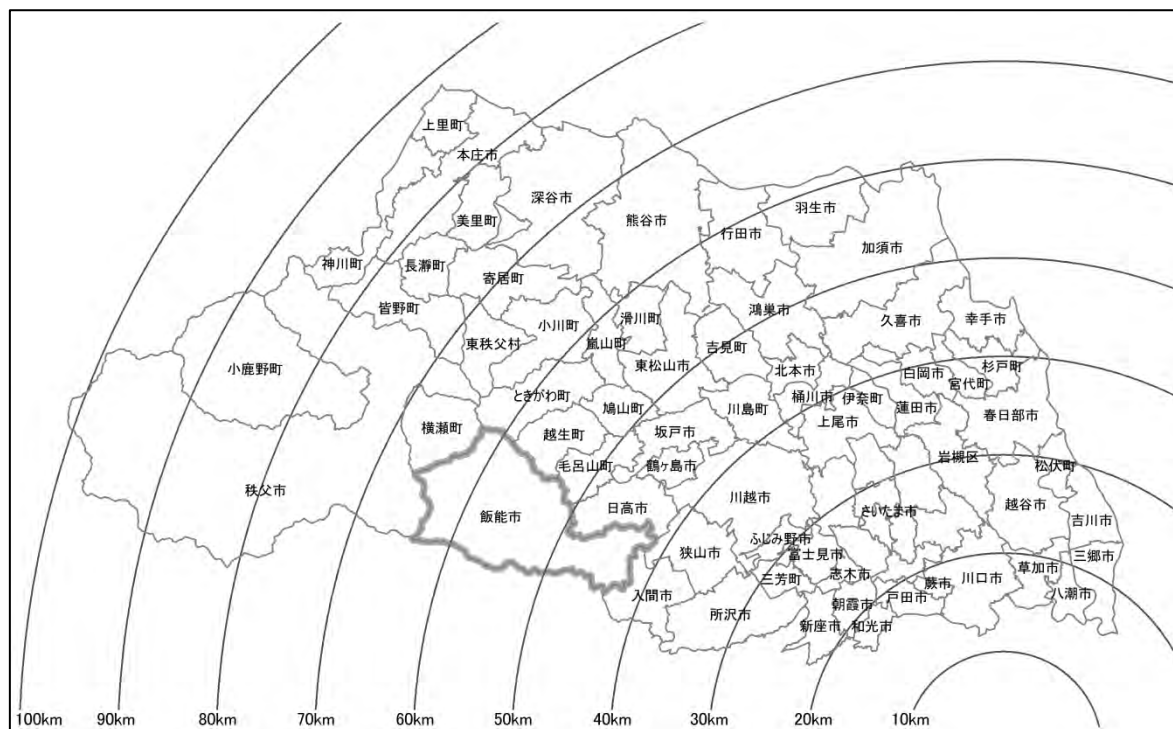 上里町
本庄市
深谷市
美里町
熊谷市
羽生市
行田市
加須市
神川町
長瀞町
寄居町
皆野町
小川町
滑川町
鴻巣市
久喜市
幸手市
東秩父村
嵐山町
吉見町
小鹿野町
東松山市
北本市
白岡市
杉戸町
宮代町
ときがわ町
鳩山町
川島町
桶川市
伊奈町
蓮田市
春日部市
上尾市
横瀬町
越生町
坂戸市
毛呂山町
鶴ヶ島市
岩槻区
松伏町
秩父市
飯能市
日高市
川越市
さいたま市
越谷市
吉川市
ふじみ野市
狭山市
富士見市
三郷市
三芳町
志木市
草加市
川口市
蕨市
戸田市
八潮市
入間市
所沢市
朝霞市
新座市
和光市
100km 90km 80km 70km 60km 50km 40km 30km 20km 10km